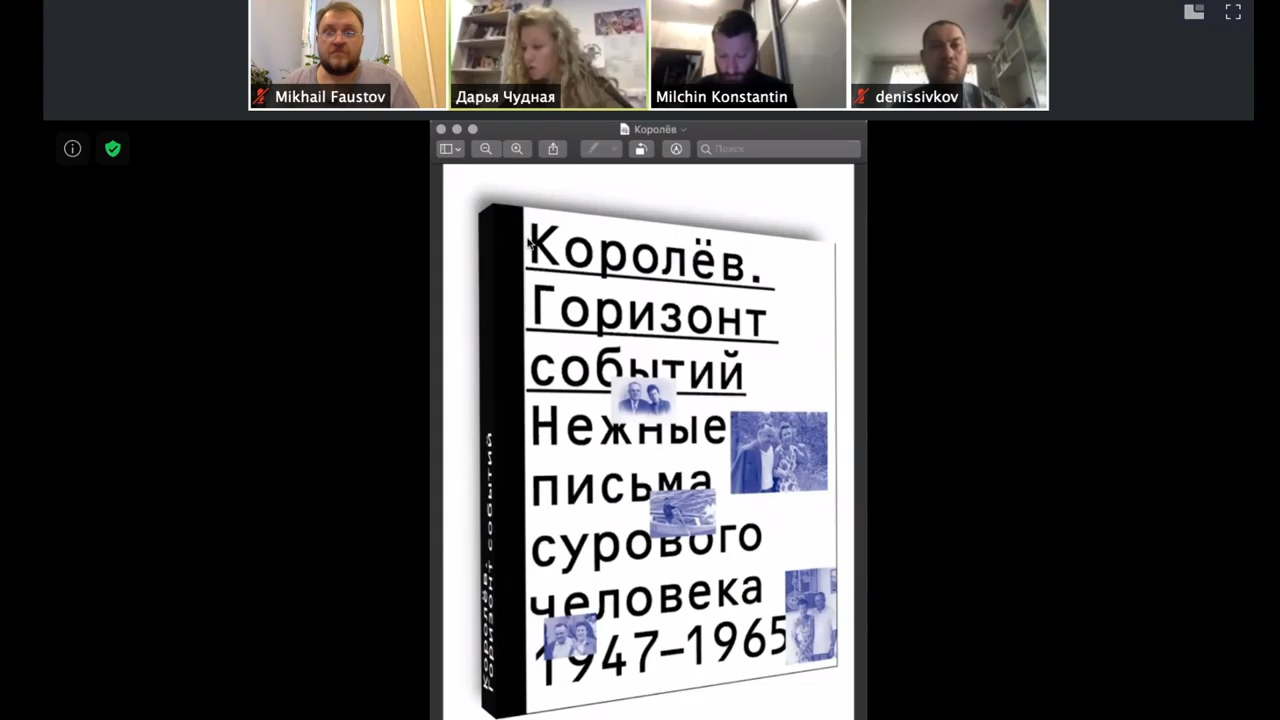 Mikhail Faustov
Дарья Чудная
Milchin Konstantin
denissivkov
Королёв
Поиск
Королёв.
Горизонт
событий
Нежные
письма
сурового
человека
1947–1965
Королёв.
Горизонт событий